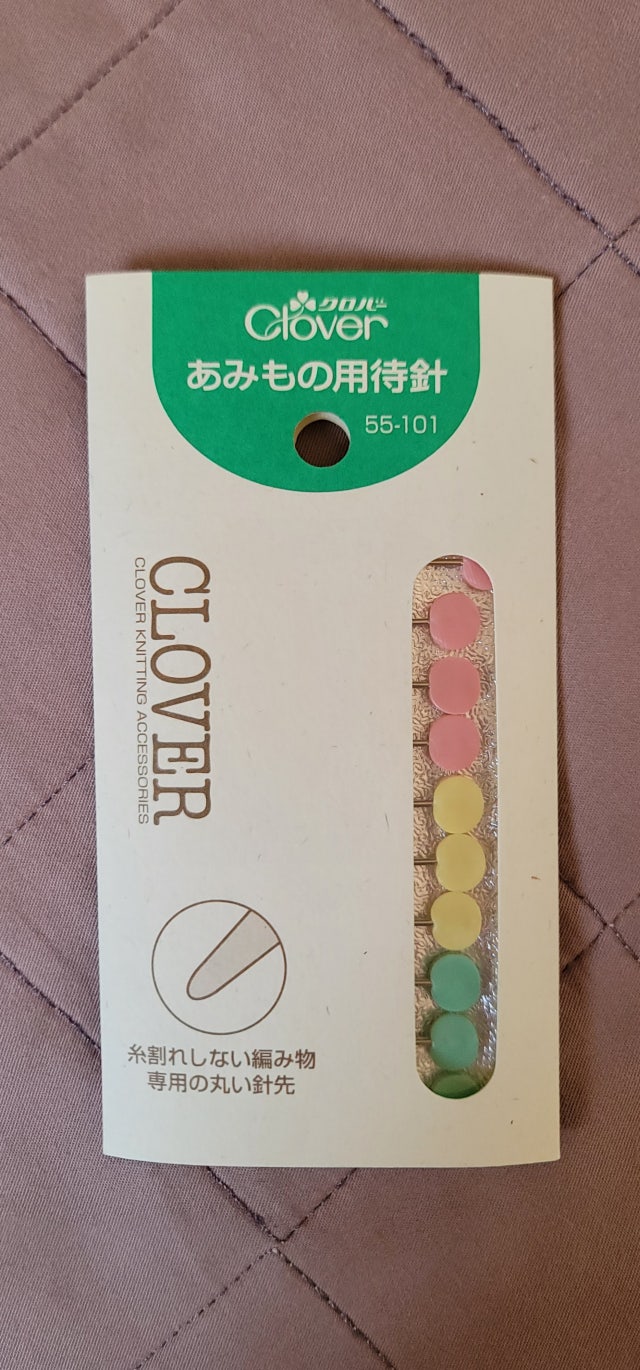 クロバー
Clover
あみもの用待針
55-101
CLOVER
CLOVER KNITTING ACCESSORIES
糸割れしない編み物
専用の丸い針先